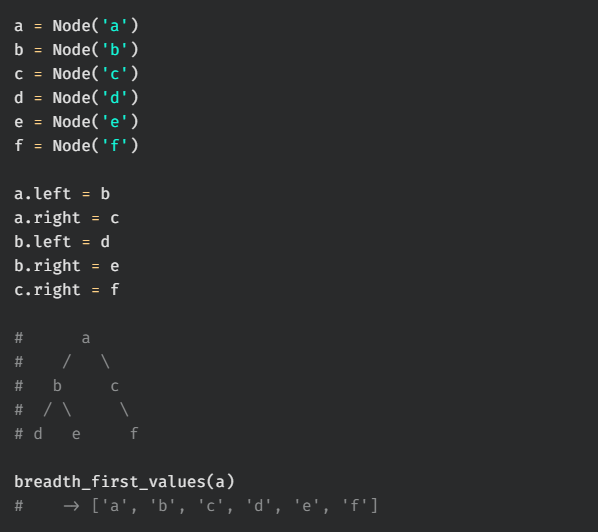 a = Node('a')
b = Node('b')
c = Node('c')
d = Node('d')
e = Node('e')
f = Node('f')

a.left = b
a.right = c
b.left = d
b.right = e
c.right = f

#      a
#    /   \
#   b     c
#  / \     \
# d   e     f

breadth_first_values(a)
#    -> ['a', 'b', 'c', 'd', 'e', 'f']